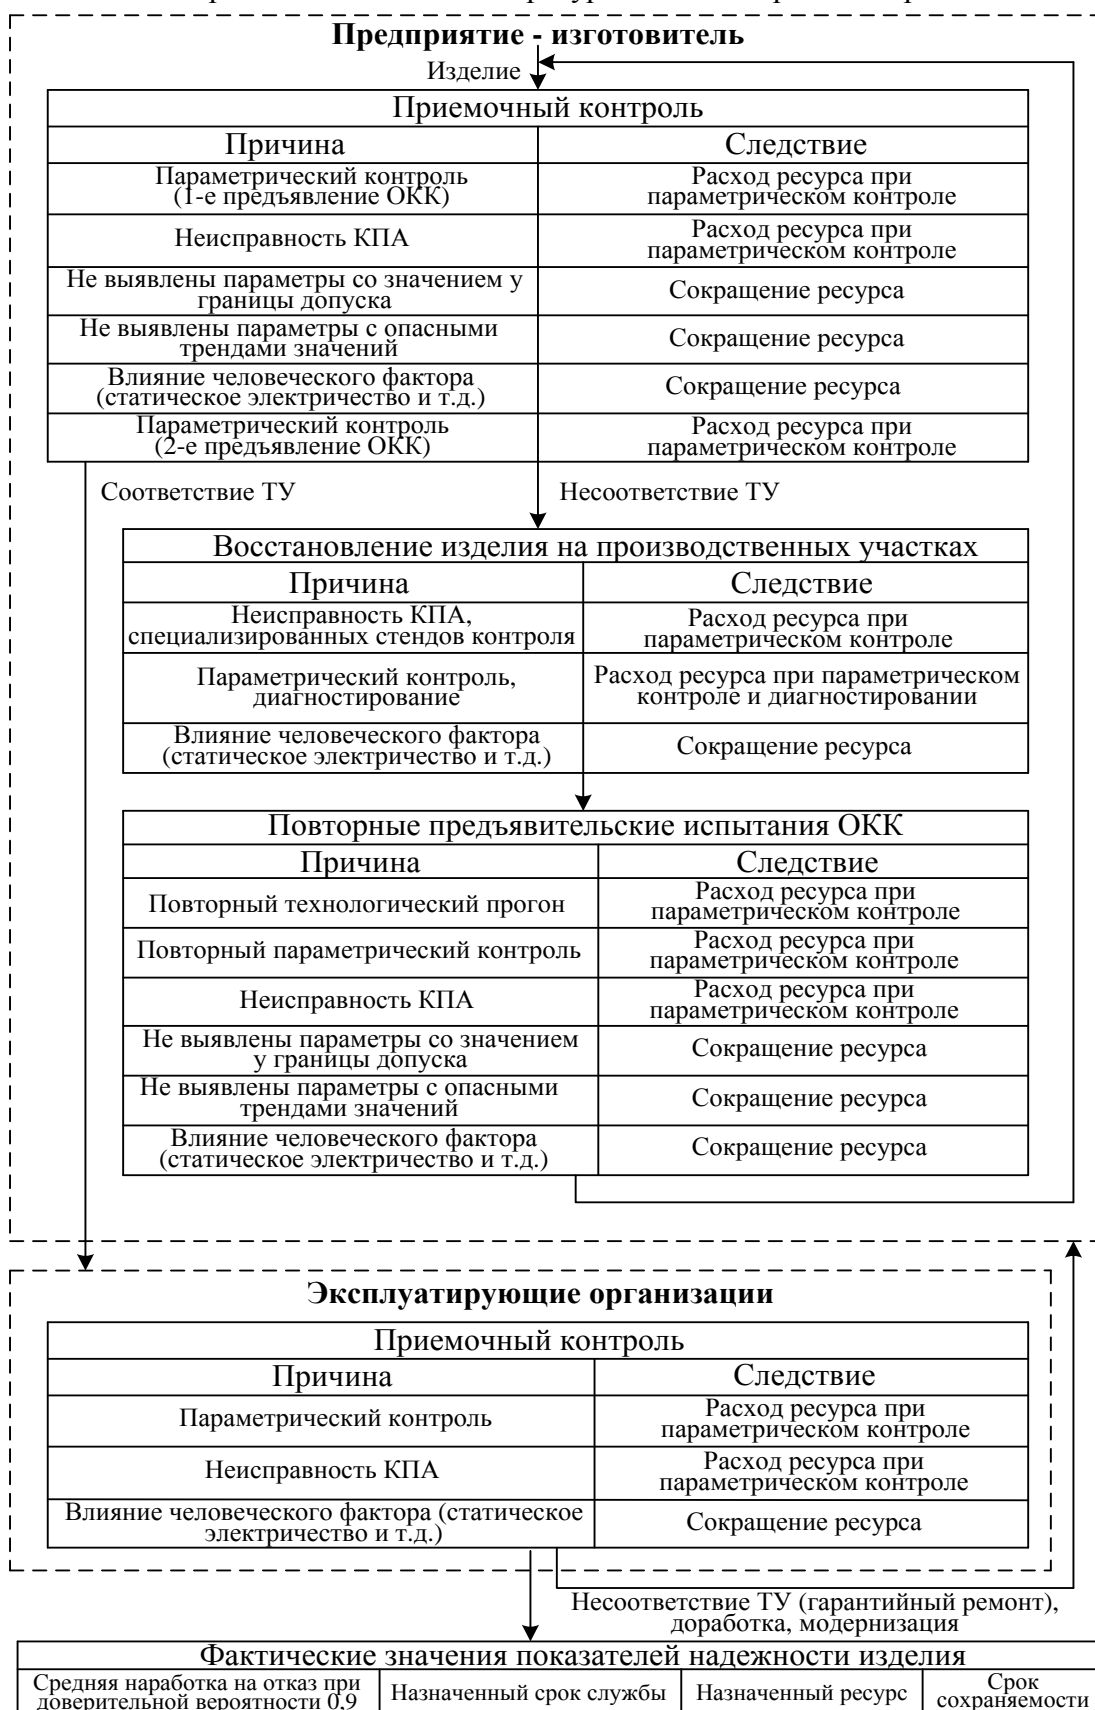 Предприятие - изготовитель
Изделие
Приемочный контроль
Причина
Следствие
Параметрический контроль
(1-е предъявление ОКК)
Расход ресурса при
параметрическом контроле
Неисправность КПА
Расход ресурса при
параметрическом контроле
Не выявлены параметры со значением у
границы допуска
Сокращение ресурса
Не выявлены параметры с опасными
трендами значений
Сокращение ресурса
Влияние человеческого фактора
(статическое электричество и т.д.)
Сокращение ресурса
Параметрический контроль
(2-е предъявление ОКК)
Расход ресурса при
параметрическом контроле
Соответствие ТУ
Несоответствие ТУ
Восстановление изделия на производственных участках
Причина
Следствие
Неисправность КПА,
специализированных стендов контроля
Расход ресурса при
параметрическом контроле
Параметрический контроль,
диагностирование
Расход ресурса при параметрическом
контроле и диагностировании
Влияние человеческого фактора
(статическое электричество и т.д.)
Сокращение ресурса
Повторные предъявительские испытания ОКК
Причина
Следствие
Повторный технологический прогон
Расход ресурса при
параметрическом контроле
Повторный параметрический контроль
Расход ресурса при
параметрическом контроле
Неисправность КПА
Расход ресурса при
параметрическом контроле
Не выявлены параметры со значением
у границы допуска
Сокращение ресурса
Не выявлены параметры с опасными
трендами значений
Сокращение ресурса
Влияние человеческого фактора
(статическое электричество и т.д.)
Сокращение ресурса
Эксплуатирующие организации
Приемочный контроль
Причина
Следствие
Параметрический контроль
Расход ресурса при
параметрическом контроле
Неисправность КПА
Расход ресурса при
параметрическом контроле
Влияние человеческого фактора (статическое
электричество и т.д.)
Сокращение ресурса
Несоответствие ТУ (гарантийный ремонт),
доработка, модернизация
Фактические значения показателей надежности изделия
Средняя наработка на отказ при
доверительной вероятности 0,9
Назначенный срок службы
Назначенный ресурс
Срок
сохраняемости